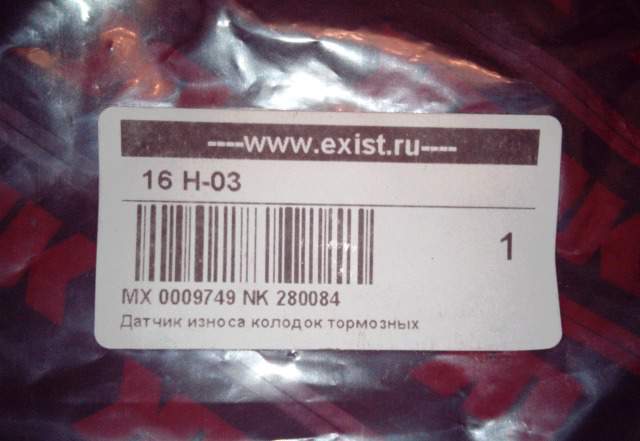 ----www.exist.ru----
16 H-03
1
MX 0009749 NK 280084
Датчик износа колодок тормозных